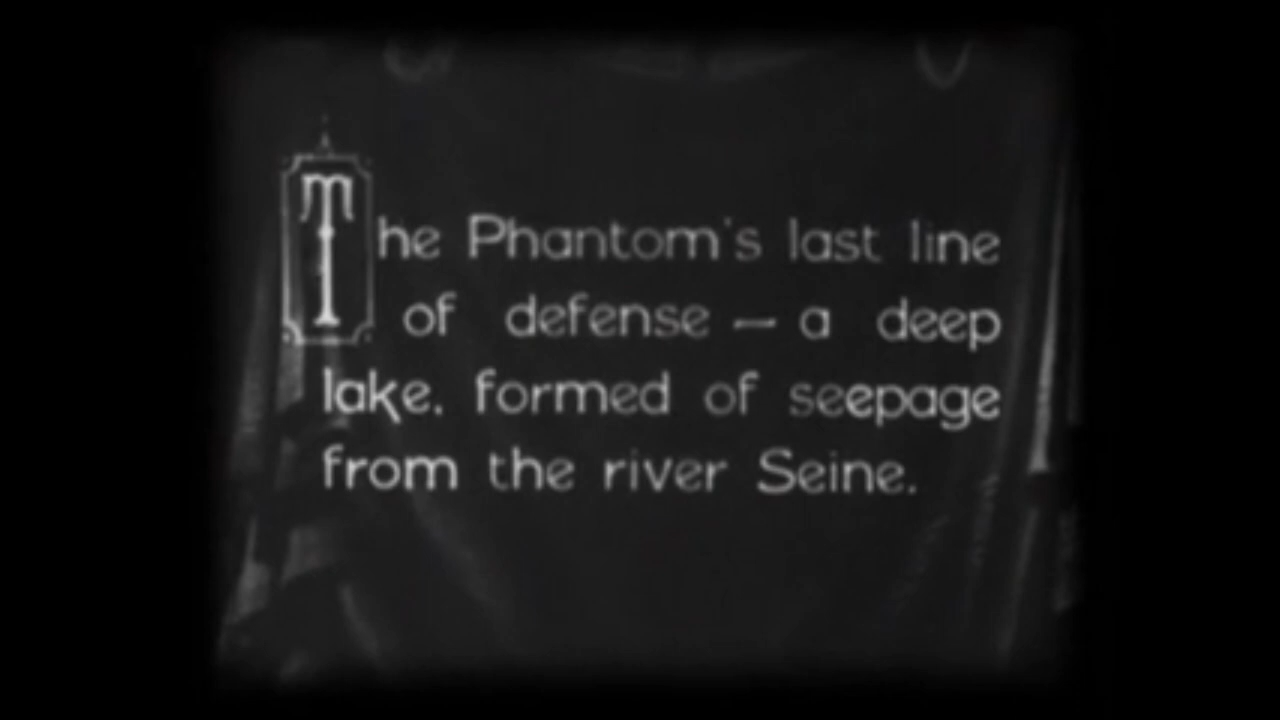 The Phantom's last line
of defense — a deep
lake, formed of seepage
from the river Seine.